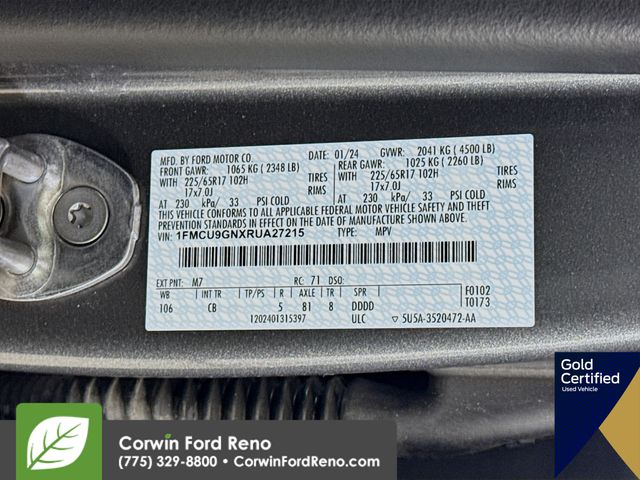 MFD. BY FORD MOTOR CO. DATE: 01/24 GVWR: 2041 KG ( 4500 LB)
FRONT GAWR: 1065 KG ( 2348 LB) REAR GAWR: 1025 KG ( 2260 LB)
WITH 225/65R17 102H TIRES WITH 225/65R17 102H TIRES
17x7.0J RIMS 17x7.0J RIMS
AT 230 kPa/ 33 PSI COLD AT 230 kPa/ 33 PSI COLD
THIS VEHICLE CONFORMS TO ALL APPLICABLE FEDERAL MOTOR VEHICLE SAFETY AND THEFT
PREVENTION STANDARDS IN EFFECT ON THE DATE OF MANUFACTURE SHOWN ABOVE.
VIN: 1FMCU9GNXRUA27215 TYPE: MPV
EXT PNT: M7 RC: 71 DSO: F0102
WB INT TR TP/PS R AXLE TR SPR T0173
106 CB 5 81 8 DDDD
1202401315397 ULC 5U5A-3520472-AA
Gold
Certified
Used Vehicle
Corwin Ford Reno
(775) 329-8800 • CorwinFordReno.com